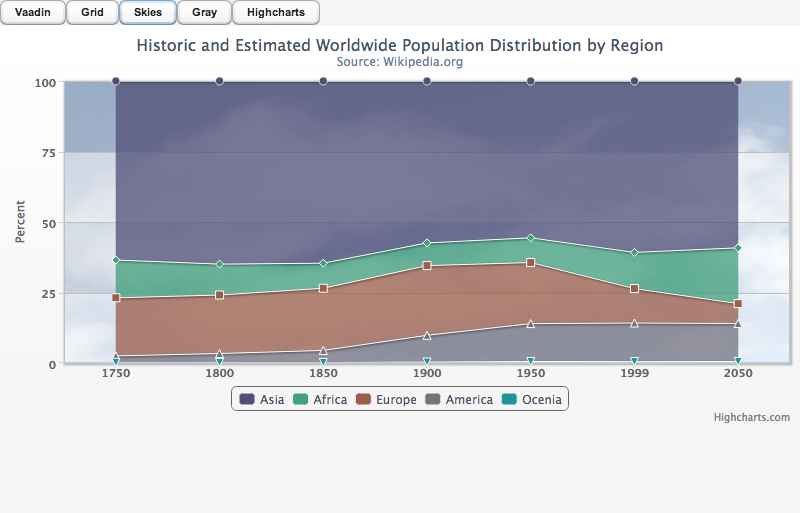 Vaadin Grid Skies Gray Highcharts
Historic and Estimated Worldwide Population Distribution by Region
Source: Wikipedia.org
100
75
50
25
0
Percent
1750 1800 1850 1900 1950 1999 2050
Asia Africa Europe America Ocenia
Highcharts.com